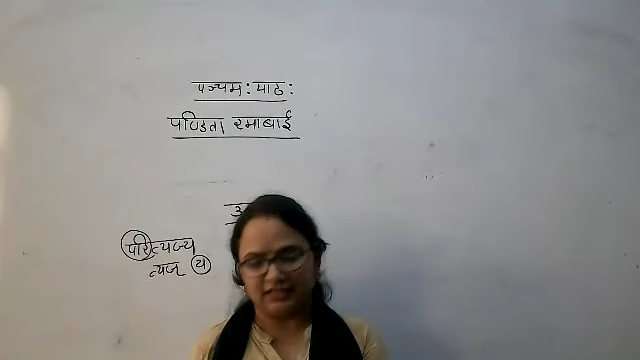 पञ्चमः पाठः
पण्डिता रमाबाई
परित्यज्य
त्यज् य